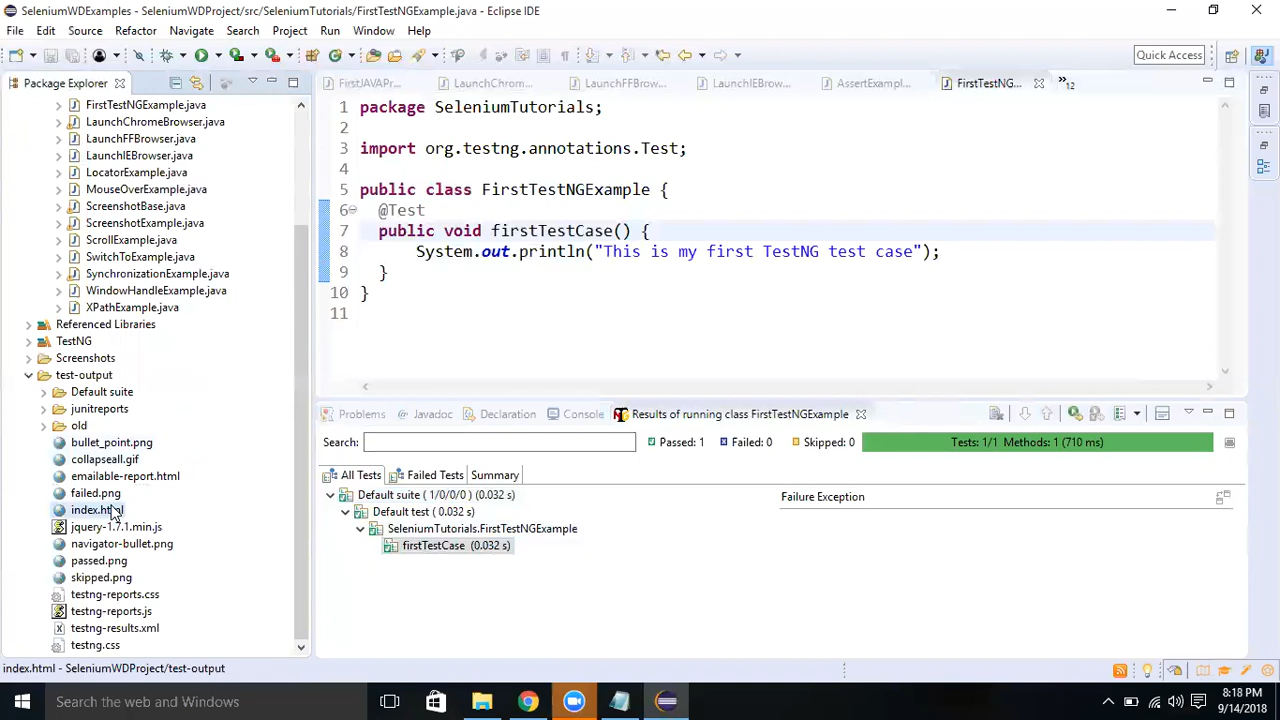 SeleniumWDExamples - SeleniumWDProject/src/SeleniumTutorials/FirstTestNGExample.java - Eclipse IDE
File Edit Source Refactor Navigate Search Project Run Window Help
Quick Access
Package Explorer
FirstTestNGExample.java
LaunchChromeBrowser.java
LaunchFFBrowser.java
LaunchIEBrowser.java
LocatorExample.java
MouseOverExample.java
ScreenshotBase.java
ScreenshotExample.java
ScrollExample.java
SwitchToExample.java
SynchronizationExample.java
WindowHandleExample.java
XPathExample.java
Referenced Libraries
TestNG
Screenshots
test-output
Default suite
junitreports
old
bullet_point.png
collapseall.gif
emailable-report.html
failed.png
index.html
jquery-1.7.1.min.js
navigator-bullet.png
passed.png
skipped.png
testng-reports.css
testng-reports.js
testng-results.xml
testng.css
FirstJAVAPr... LaunchChrom... LaunchFFBrow... LaunchIEBrow... AssertExampl... FirstTestNG... »12
1 package SeleniumTutorials;
2
3 import org.testng.annotations.Test;
4
5 public class FirstTestNGExample {
6 @Test
7 public void firstTestCase() {
8 System.out.println("This is my first TestNG test case");
9 }
10 }
11
Problems Javadoc Declaration Console Results of running class FirstTestNGExample
Search: Passed: 1 Failed: 0 Skipped: 0 Tests: 1/1 Methods: 1 (710 ms)
All Tests Failed Tests Summary
Default suite ( 1/0/0/0 ) (0.032 s)
Default test ( 0.032 s)
SeleniumTutorials.FirstTestNGExample
firstTestCase (0.032 s)
Failure Exception
index.html - SeleniumWDProject/test-output
Search the web and Windows
8:18 PM
9/14/2018